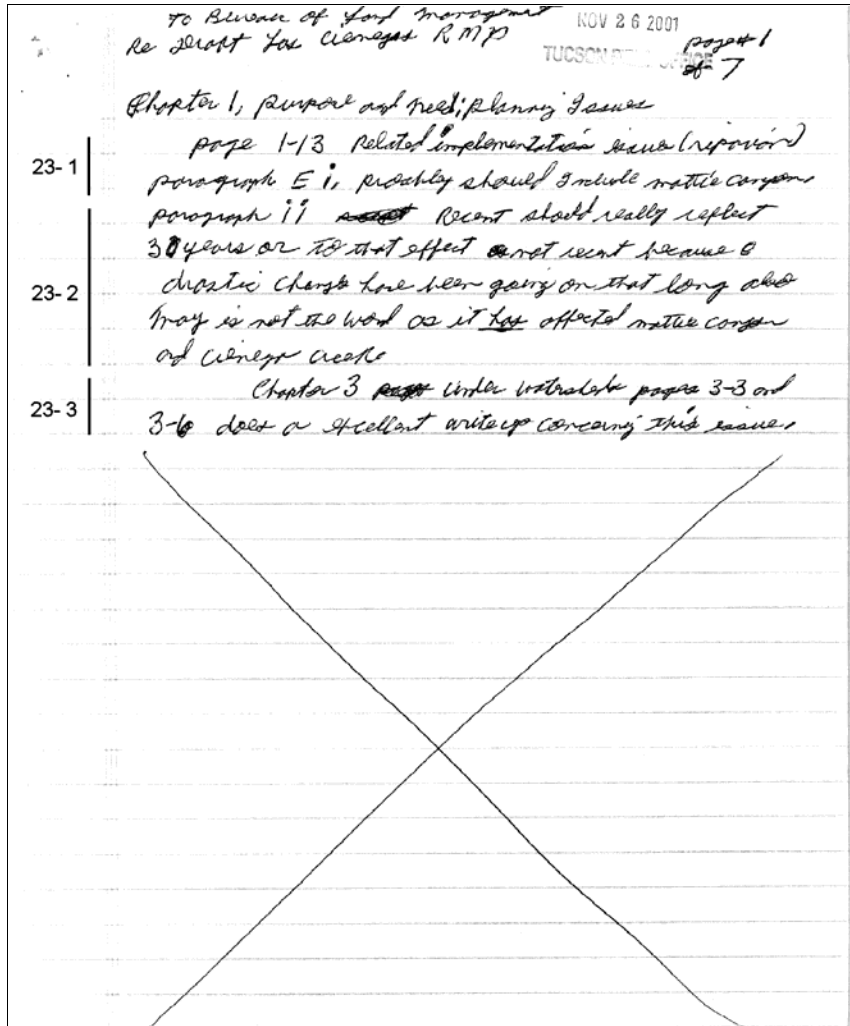 To Bureau of Land Management
NOV 26 2001
Re Draft Las Cienegas RMP
page # 1
of 7
TUCSON FIELD OFFICE
Chapter 1, purpose and need; planning Issues
23-1
page 1-13 Related implementation issue (riparian)
paragraph E i, probably should Include mattie canyon,
paragraph ii Recent should really reflect
23-2
30 years or to that effect not recent because
drastic change have been going on that long also
may is not the word as it has affected mattie canyon
and cienega creek.
23-3
Chapter 3 under watershed pages 3-3 and
3-6 does a excellent write up concerning this issue.